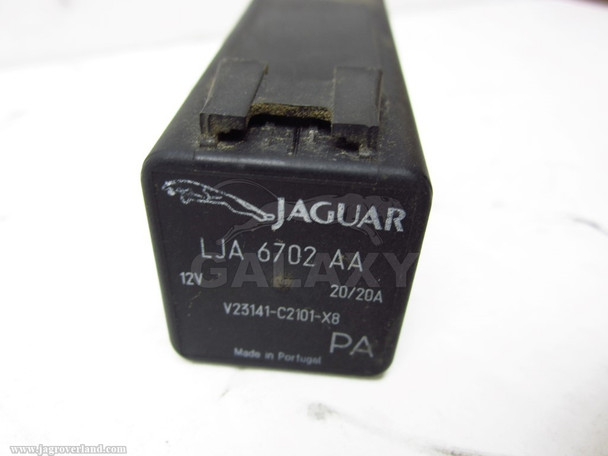 JAGUAR
LJA 6702 AA
GALAXY
12V 20/20A
V23141-C2101-X8
PA
Made in Portugal
www.jagroverland.com